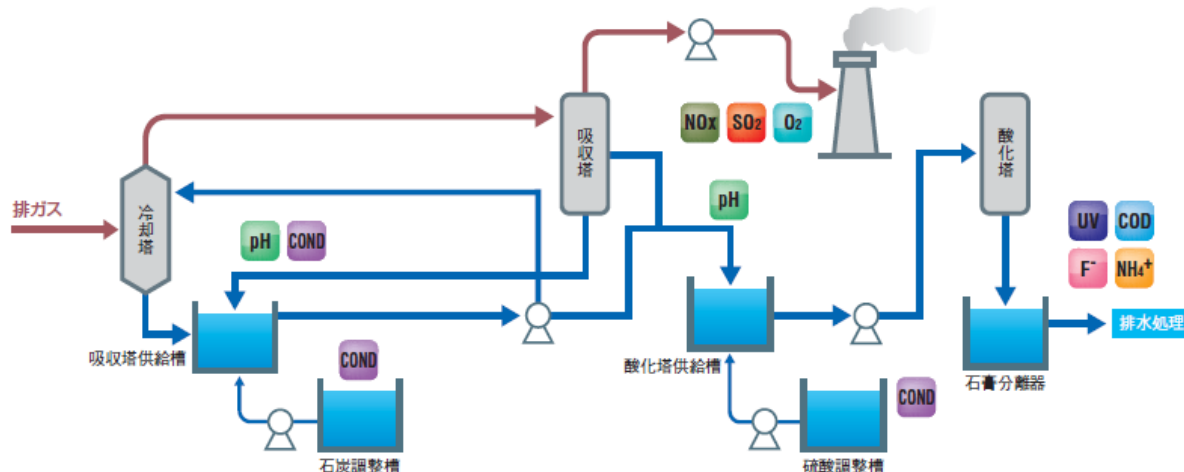 吸収塔
NOx SO₂ O₂
酸化塔
排ガス
冷却塔
pH COND
pH
UV COD
F⁻ NH₄⁺
排水処理
吸収塔供給槽
酸化塔供給槽
石膏分離器
COND
COND
石炭調整槽
硫酸調整槽